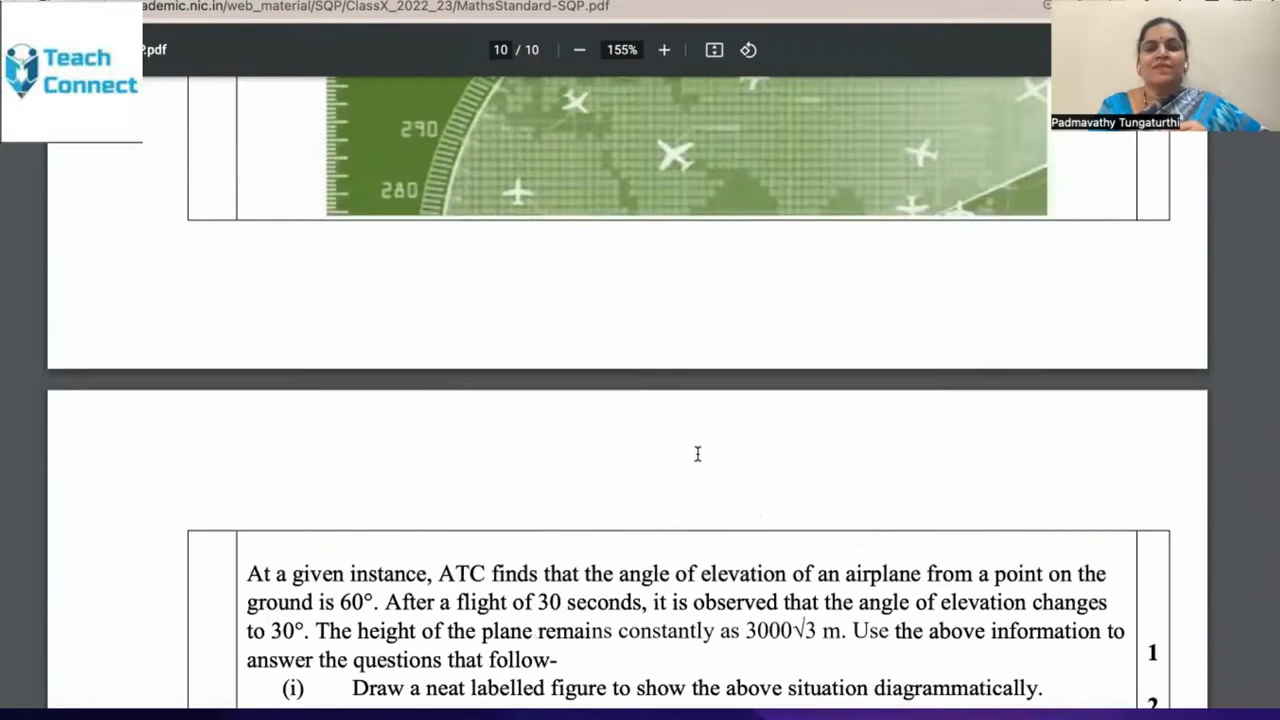 ademic.nic.in/web_material/SQP/ClassX_2022_23/MathsStandard-SQP.pdf
Teach
Connect
.pdf
10 / 10
155%
Padmavathy Tungaturthi
290
280
At a given instance, ATC finds that the angle of elevation of an airplane from a point on the
ground is 60°. After a flight of 30 seconds, it is observed that the angle of elevation changes
to 30°. The height of the plane remains constantly as 3000√3 m. Use the above information to
answer the questions that follow-
1
(i) Draw a neat labelled figure to show the above situation diagrammatically.
2